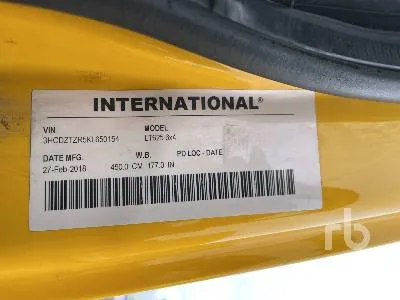 INTERNATIONAL®
VIN MODEL
3HCDZTZR5KL850154 LT625 6x4
DATE MFG. W.B. PD LOC - DATE
27-Feb-2018 450.0 CM 177.0 IN
rb